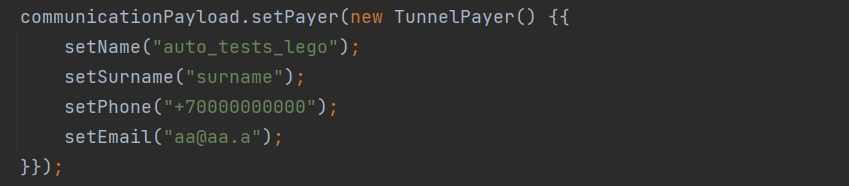 communicationPayload.setPayer(new TunnelPayer() {{
    setName("auto_tests_lego");
    setSurname("surname");
    setPhone("+70000000000");
    setEmail("aa@aa.a");
}});